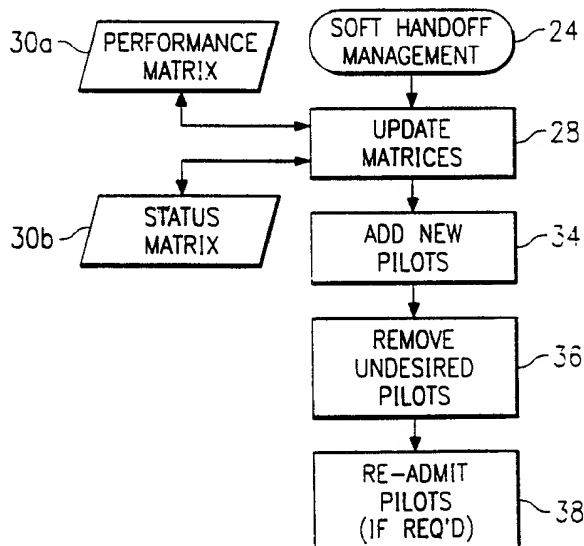 30a
PERFORMANCE
MATRIX
SOFT HANDOFF
MANAGEMENT
24
UPDATE
MATRICES
28
30b
STATUS
MATRIX
ADD NEW
PILOTS
34
REMOVE
UNDESIRED
PILOTS
36
RE-ADMIT
PILOTS
(IF REQ'D)
38